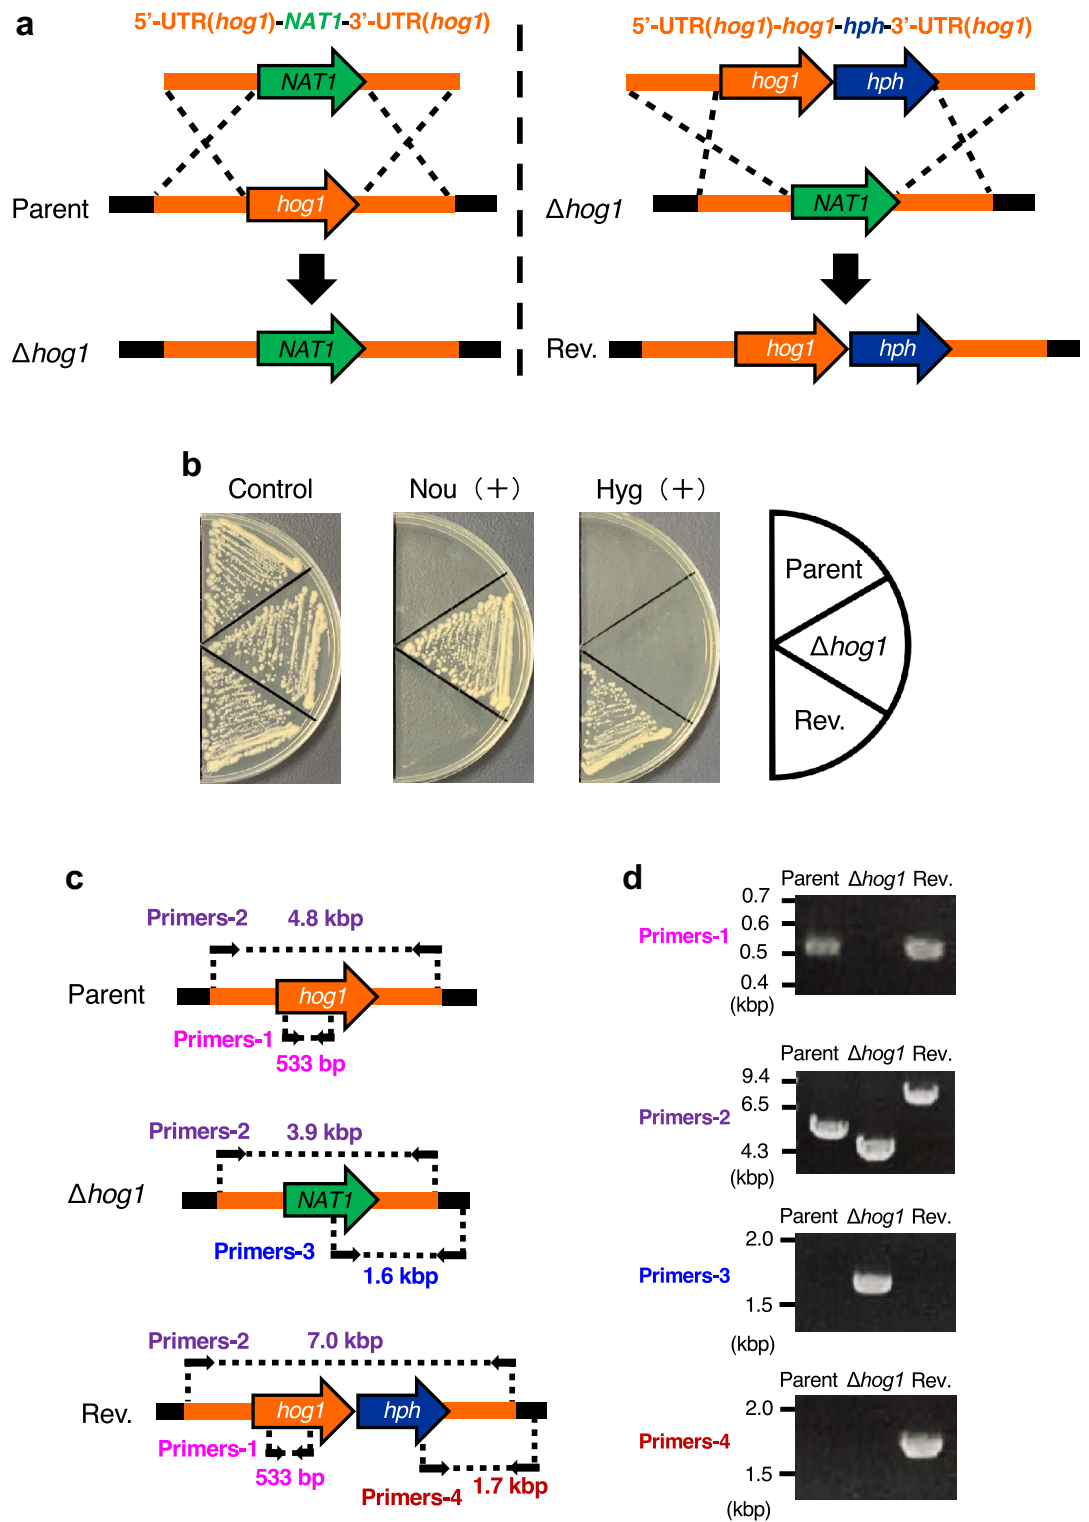 a
5'-UTR(hog1)-NAT1-3'-UTR(hog1)
5'-UTR(hog1)-hog1-hph-3'-UTR(hog1)
NAT1
hog1
hph
Parent
hog1
Δhog1
NAT1
Δhog1
NAT1
Rev.
hog1
hph
b
Control
Nou (+)
Hyg (+)
Parent
Δhog1
Rev.
c
Primers-2
4.8 kbp
Parent
hog1
Primers-1
533 bp
Primers-2
3.9 kbp
Δhog1
NAT1
Primers-3
1.6 kbp
Primers-2
7.0 kbp
Rev.
hog1
hph
Primers-1
533 bp
Primers-4
1.7 kbp
d
Parent Δhog1 Rev.
0.7
0.6
Primers-1
0.5
0.4
(kbp)
Parent Δhog1 Rev.
9.4
6.5
Primers-2
4.3
(kbp)
Parent Δhog1 Rev.
2.0
Primers-3
1.5
(kbp)
Parent Δhog1 Rev.
2.0
Primers-4
1.5
(kbp)